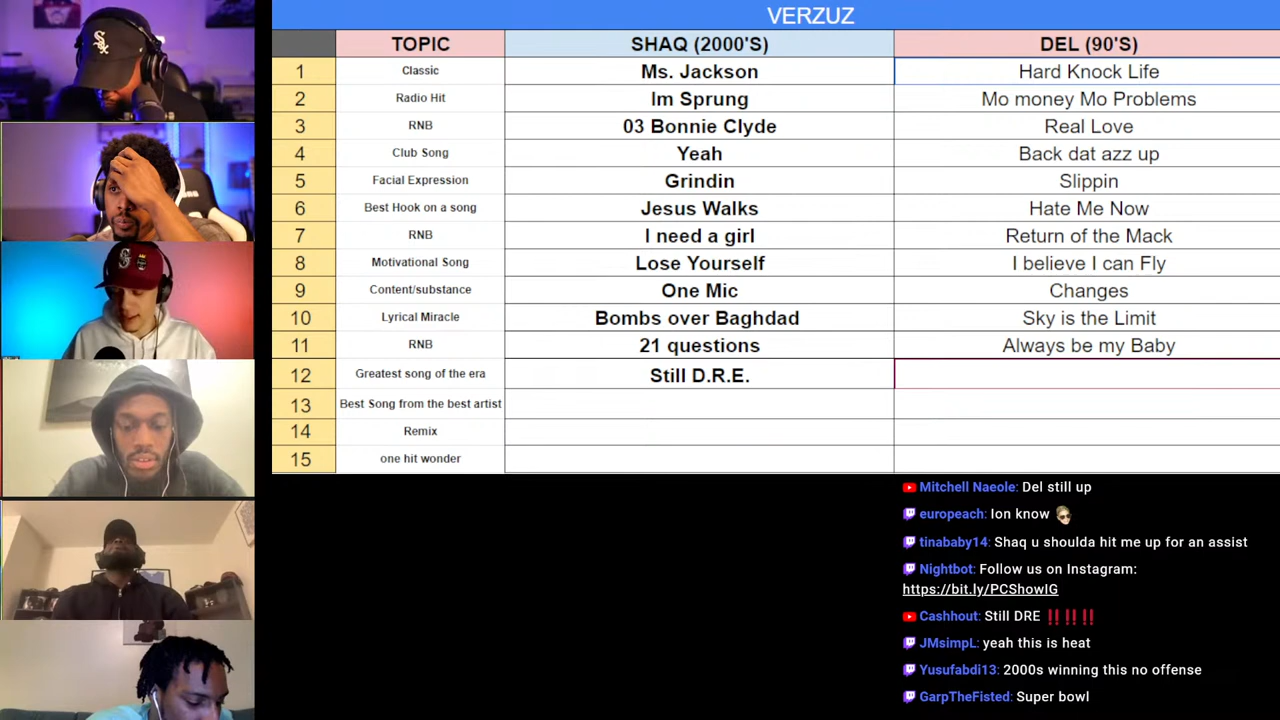 VERZUZ
TOPIC SHAQ (2000'S) DEL (90'S)
1 Classic Ms. Jackson Hard Knock Life
2 Radio Hit Im Sprung Mo money Mo Problems
3 RNB 03 Bonnie Clyde Real Love
4 Club Song Yeah Back dat azz up
5 Facial Expression Grindin Slippin
6 Best Hook on a song Jesus Walks Hate Me Now
7 RNB I need a girl Return of the Mack
8 Motivational Song Lose Yourself I believe I can Fly
9 Content/substance One Mic Changes
10 Lyrical Miracle Bombs over Baghdad Sky is the Limit
11 RNB 21 questions Always be my Baby
12 Greatest song of the era Still D.R.E.
13 Best Song from the best artist
14 Remix
15 one hit wonder
Mitchell Naeole: Del still up
europeach: Ion know
tinababy14: Shaq u shoulda hit me up for an assist
Nightbot: Follow us on Instagram:
https://bit.ly/PCShowIG
Cashhout: Still DRE ‼️‼️‼️
JMsimpL: yeah this is heat
Yusufabdi13: 2000s winning this no offense
GarpTheFisted: Super bowl